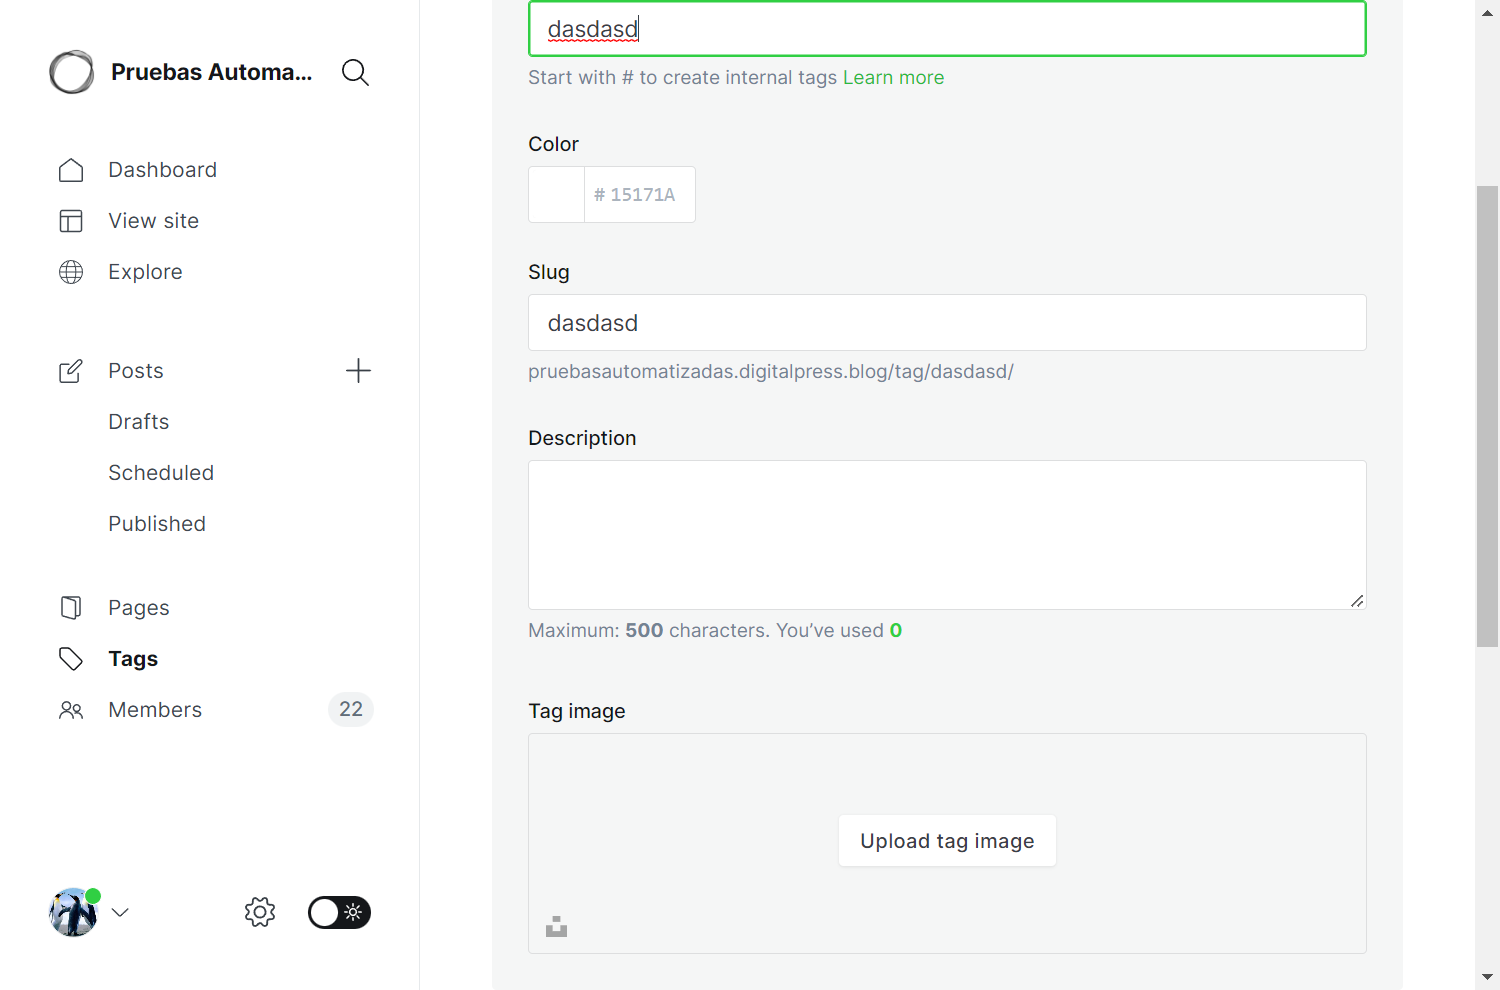 Pruebas Automa...
Dashboard
View site
Explore
Posts
Drafts
Scheduled
Published
Pages
Tags
Members
22
dasdasd
Start with # to create internal tags Learn more
Color
# 15171A
Slug
dasdasd
pruebasautomatizadas.digitalpress.blog/tag/dasdasd/
Description
Maximum: 500 characters. You’ve used 0
Tag image
Upload tag image